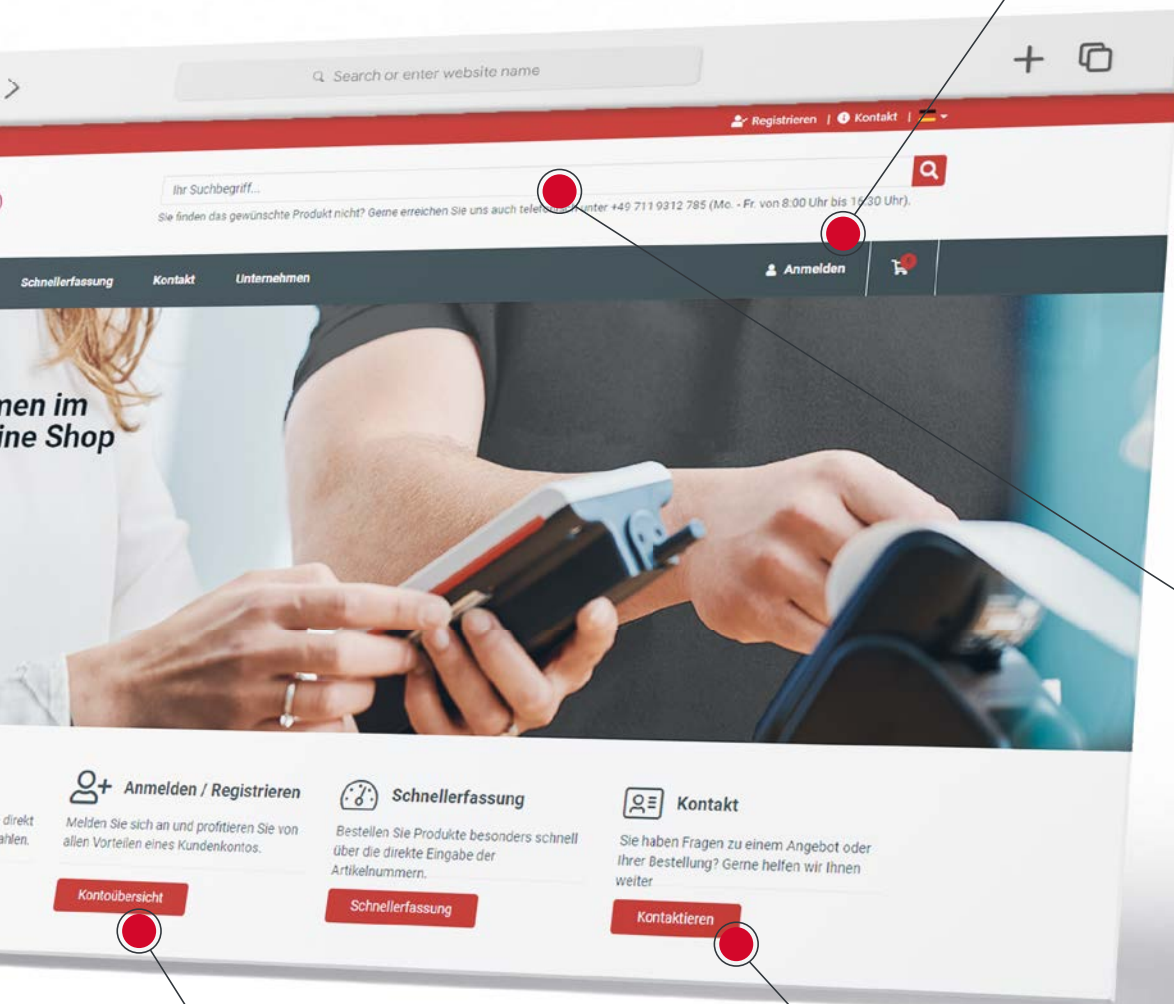 Search or enter website name
Registrieren | Kontakt |
Ihr Suchbegriff...
Sie finden das gewünschte Produkt nicht? Gerne erreichen Sie uns auch unter +49 711 9312 785 (Mo. - Fr. von 8:00 Uhr bis 16:30 Uhr).
Schnellerfassung Kontakt Unternehmen Anmelden
im
Shop
Anmelden / Registrieren
Melden Sie sich an und profitieren Sie von
allen Vorteilen eines Kundenkontos.
Kontoübersicht
direkt
Schnellerfassung
Bestellen Sie Produkte besonders schnell
über die direkte Eingabe der
Artikelnummern.
Schnellerfassung
Kontakt
Sie haben Fragen zu einem Angebot oder
Ihrer Bestellung? Gerne helfen wir Ihnen
weiter
Kontaktieren